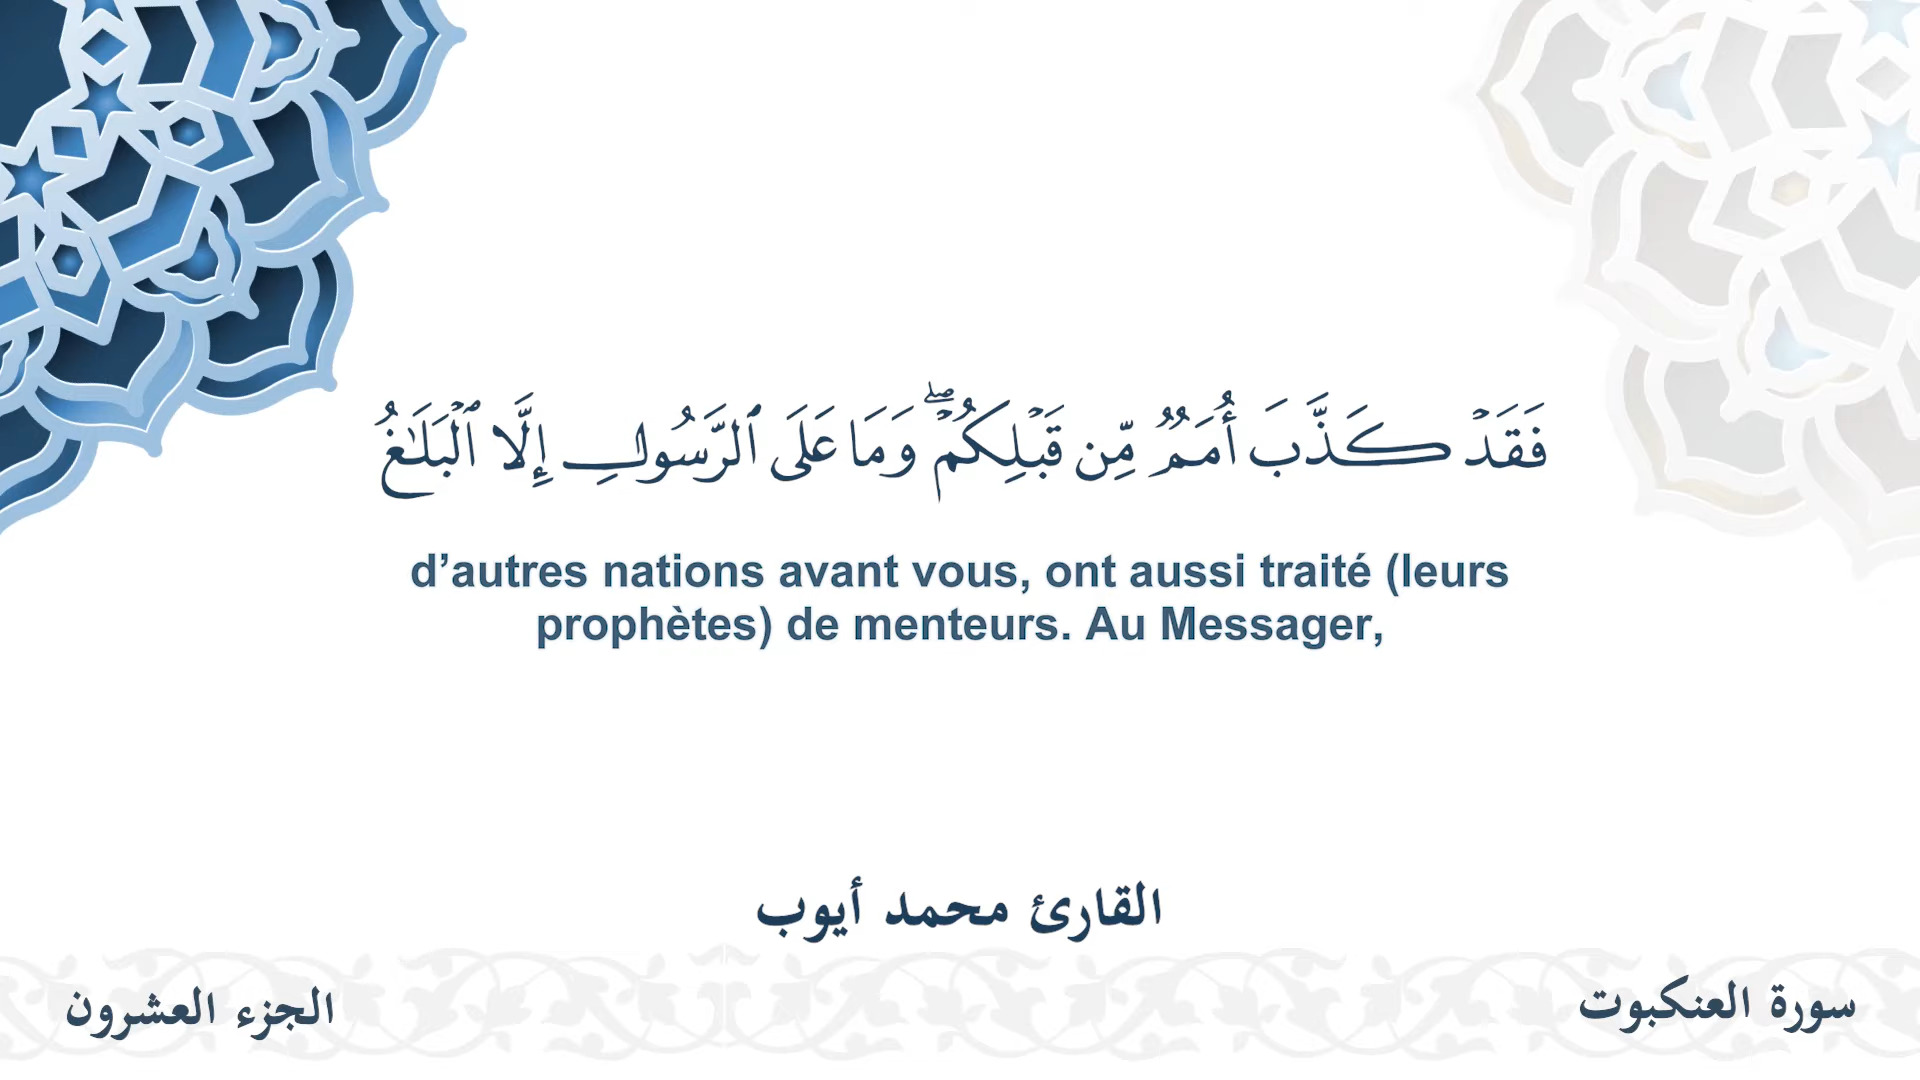 فَقَدۡ كَذَّبَ أُمَمٞ مِّن قَبۡلِكُمۡۖ وَمَا عَلَى ٱلرَّسُولِ إِلَّا ٱلۡبَلَٰغُ
d’autres nations avant vous, ont aussi traité (leurs
prophètes) de menteurs. Au Messager,
القارئ محمد أيوب
سورة العنكبوت
الجزء العشرون